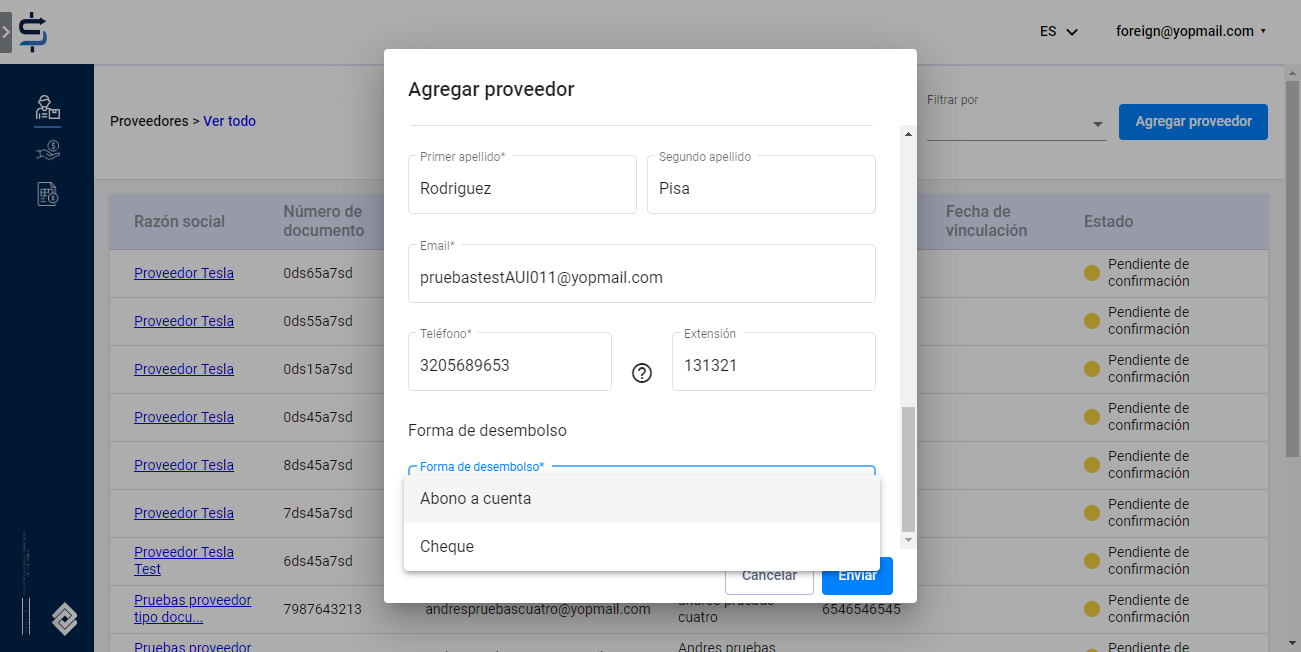 ES
foreign@yopmail.com
Agregar proveedor
Proveedores > Ver todo
Filtrar por
Agregar proveedor
Primer apellido*
Rodriguez
Segundo apellido
Pisa
Email*
pruebastestAUI011@yopmail.com
Teléfono*
3205689653
Extensión
131321
Forma de desembolso
Forma de desembolso*
Abono a cuenta
Cheque
Cancelar
Enviar
Razón social
Número de
documento
Fecha de
vinculación
Estado
Proveedor Tesla
0ds65a7sd
Pendiente de
confirmación
Proveedor Tesla
0ds55a7sd
Pendiente de
confirmación
Proveedor Tesla
0ds15a7sd
Pendiente de
confirmación
Proveedor Tesla
0ds45a7sd
Pendiente de
confirmación
Proveedor Tesla
8ds45a7sd
Pendiente de
confirmación
Proveedor Tesla
7ds45a7sd
Pendiente de
confirmación
Proveedor Tesla
Test
6ds45a7sd
Pendiente de
confirmación
Pruebas proveedor
tipo docu...
7987643213
andrespruebascuatro@yopmail.com
andres pruebas
cuatro
6546546545
Pendiente de
confirmación
Pruebas proveedor
Andres pruebas
Pendiente de